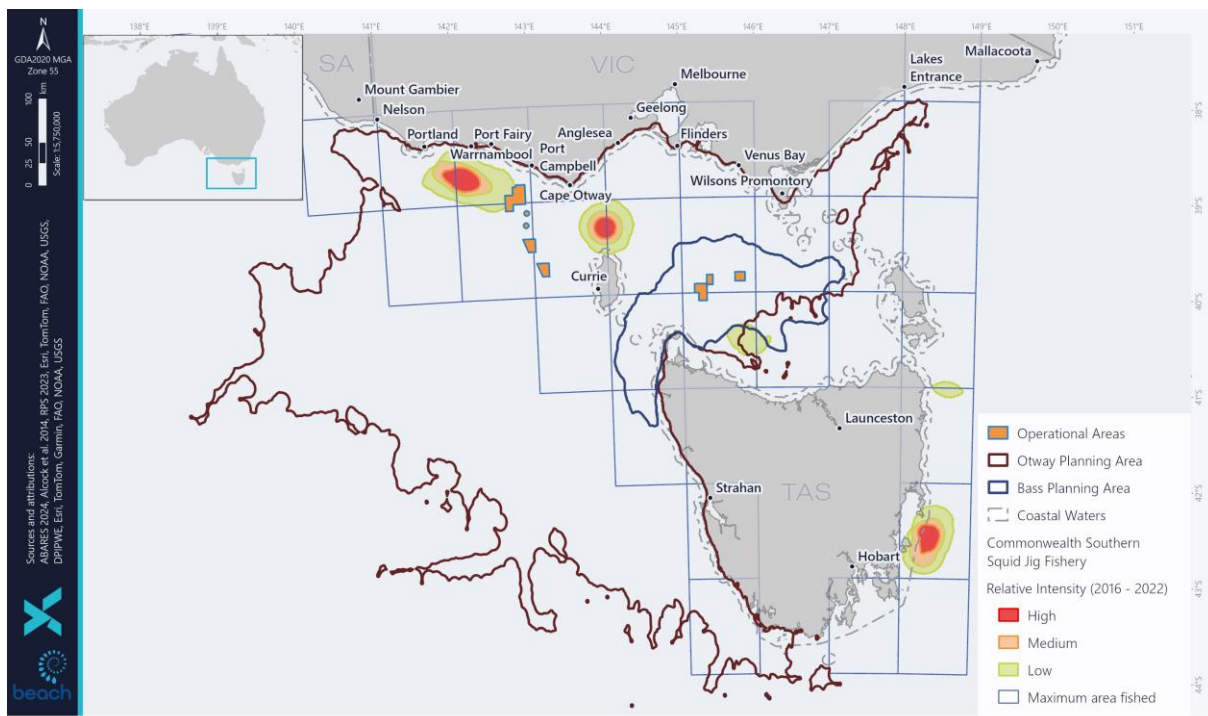 N
GDA2020 MGA
Zone 55
0 25 50 100
km
Scale:1:5,750,000
Sources and attributions:
ABARES 2024, Alcock et al. 2014, RPS 2023, Esri, TomTom, FAO, NOAA, USGS,
DPIPWE, Esri, TomTom, Garmin, FAO, NOAA, USGS
beach
138°E
139°E
140°E
141°E
142°E
143°E
144°E
145°E
146°E
147°E
148°E
149°E
150°E
151°E
38°S
39°S
40°S
41°S
42°S
43°S
44°S
SA
VIC
Mallacoota
Lakes
Entrance
Melbourne
Mount Gambier
Nelson
Geelong
Portland
Port Fairy
Anglesea
Flinders
Warrnambool
Port
Campbell
Venus Bay
Cape Otway
Wilsons Promontory
Currie
Launceston
Strahan
TAS
Hobart
Operational Areas
Otway Planning Area
Bass Planning Area
Coastal Waters
Commonwealth Southern
Squid Jig Fishery
Relative Intensity (2016 - 2022)
High
Medium
Low
Maximum area fished